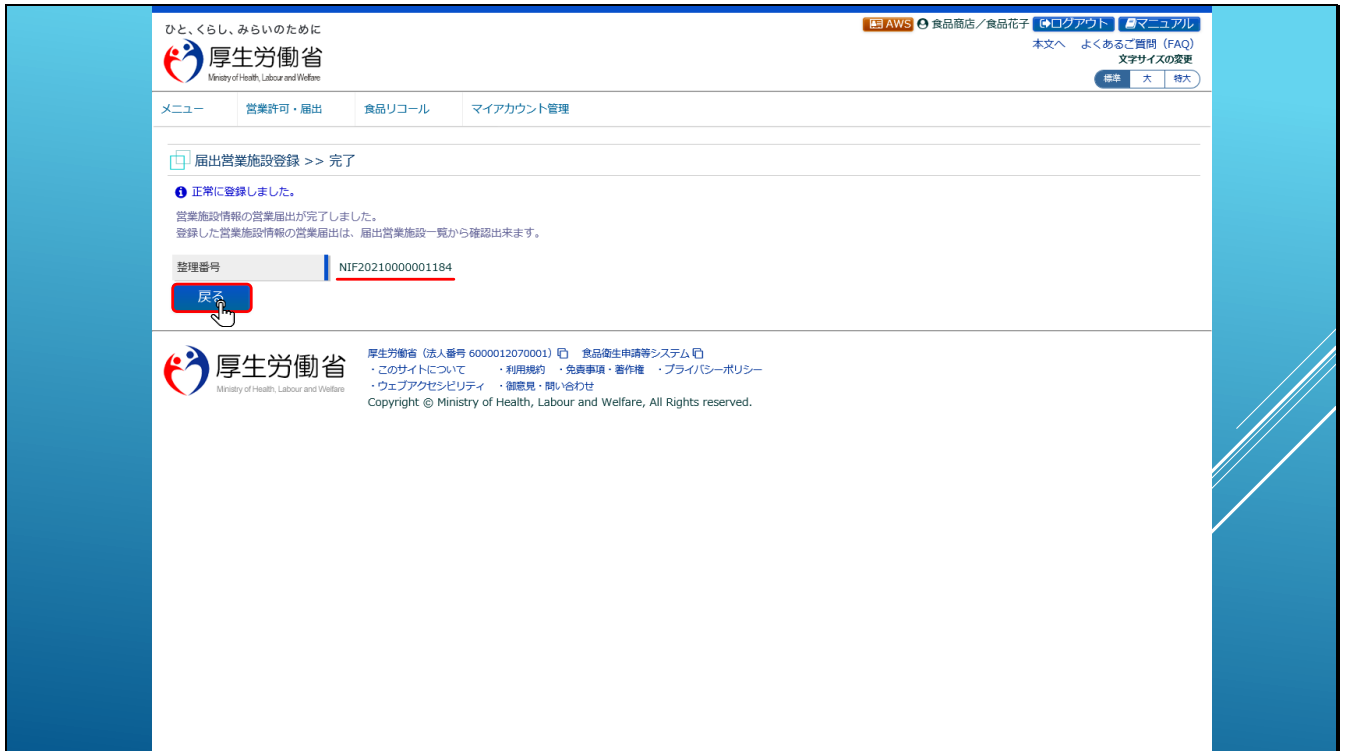 ひと、くらし、みらいのために
厚生労働省
Ministry of Health, Labour and Welfare
AWS 食品商店／食品花子 ログアウト マニュアル
本文へ よくあるご質問（FAQ）
文字サイズの変更
標準 大 特大
メニュー 営業許可・届出 食品リコール マイアカウント管理
届出営業施設登録 >> 完了
正常に登録しました。
営業施設情報の営業届出が完了しました。
登録した営業施設情報の営業届出は、届出営業施設一覧から確認出来ます。
整理番号 NIF20210000001184
戻る
厚生労働省
Ministry of Health, Labour and Welfare
厚生労働省（法人番号 6000012070001） 食品衛生申請等システム
・このサイトについて ・利用規約 ・免責事項・著作権 ・プライバシーポリシー
・ウェブアクセシビリティ ・御意見・問い合わせ
Copyright © Ministry of Health, Labour and Welfare, All Rights reserved.